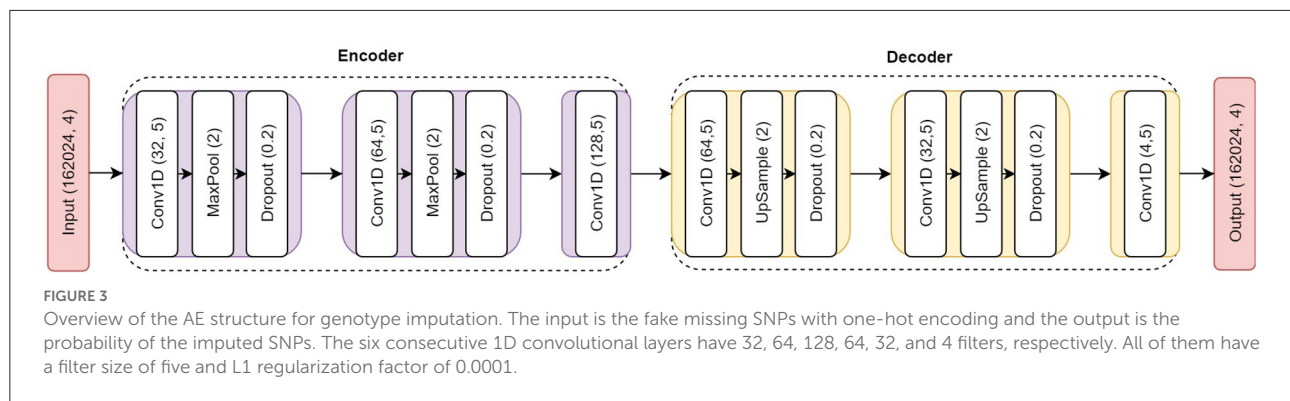 Encoder
Decoder
Input (162024, 4)
Conv1D (32, 5)
MaxPool (2)
Dropout (0.2)
Conv1D (64,5)
MaxPool (2)
Dropout (0.2)
Conv1D (128,5)
Conv1D (64,5)
UpSample (2)
Dropout (0.2)
Conv1D (32,5)
UpSample (2)
Dropout (0.2)
Conv1D (4,5)
Output (162024, 4)
FIGURE 3
Overview of the AE structure for genotype imputation. The input is the fake missing SNPs with one-hot encoding and the output is the
probability of the imputed SNPs. The six consecutive 1D convolutional layers have 32, 64, 128, 64, 32, and 4 filters, respectively. All of them have
a filter size of five and L1 regularization factor of 0.0001.